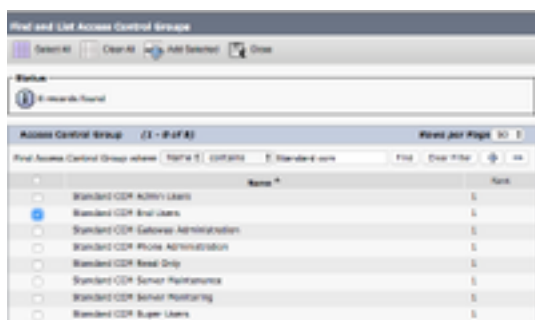 Find and List Access Control Groups
Select All Clear All Add Selected Close
Status
8 records found
Access Control Group (1 - 8 of 8) Rows per Page 50
Find Access Control Group where Name contains Standard ccm Find Clear Filter
Name Rank
Standard CCM Admin Users 1
Standard CCM End Users 1
Standard CCM Gateway Administration 1
Standard CCM Phone Administration 1
Standard CCM Read Only 1
Standard CCM Server Maintenance 1
Standard CCM Server Monitoring 1
Standard CCM Super Users 1